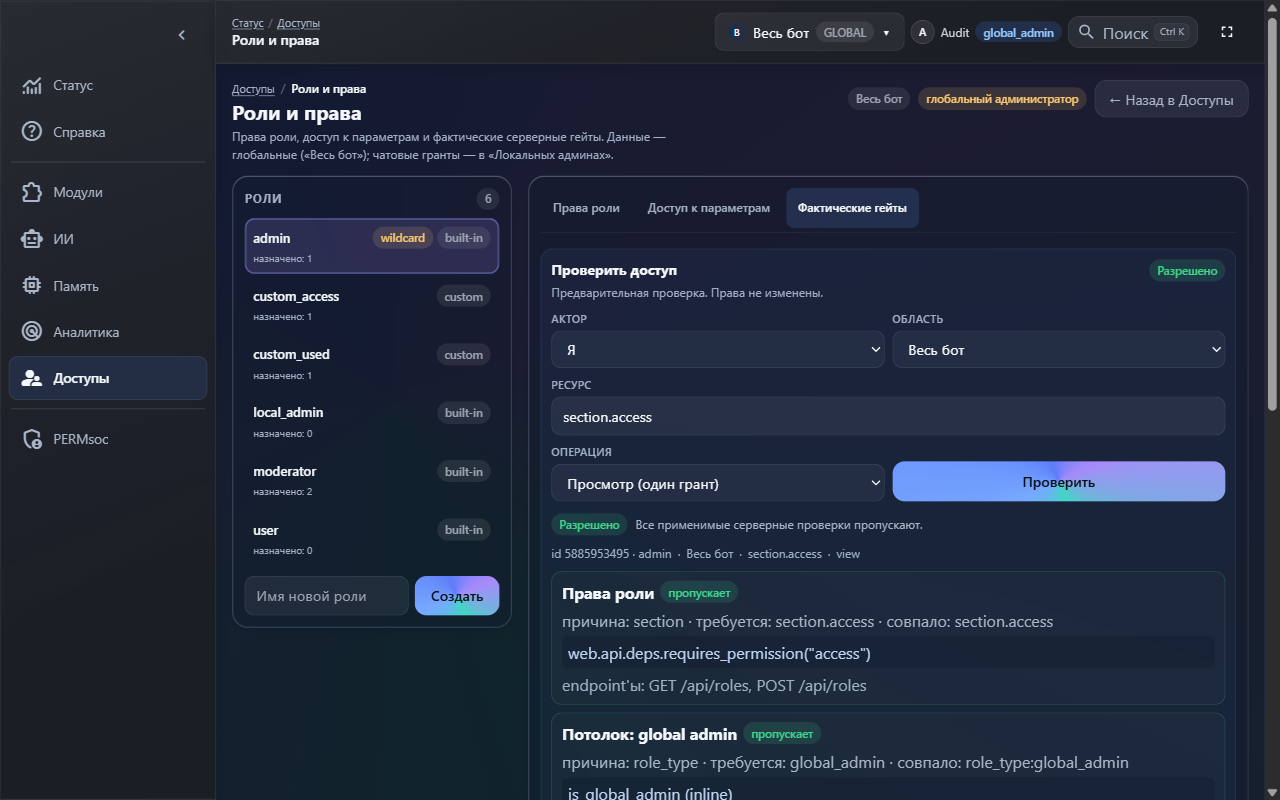 Статус
Справка
Модули
ИИ
Память
Аналитика
Доступы
PERMsoc
Статус / Доступы
Роли и права
B Весь бот GLOBAL
A Audit global_admin
Поиск Ctrl K
Доступы / Роли и права
Роли и права
Права роли, доступ к параметрам и фактические серверные гейты. Данные —
глобальные («Весь бот»); чатовые гранты — в «Локальных админах».
Весь бот глобальный администратор ← Назад в Доступы
РОЛИ 6
admin wildcard built-in
назначено: 1
custom_access custom
назначено: 1
custom_used custom
назначено: 1
local_admin built-in
назначено: 0
moderator built-in
назначено: 2
user built-in
назначено: 0
Имя новой роли Создать
Права роли Доступ к параметрам Фактические гейты
Проверить доступ Разрешено
Предварительная проверка. Права не изменены.
АКТОР ОБЛАСТЬ
Я Весь бот
РЕСУРС
section.access
ОПЕРАЦИЯ
Просмотр (один грант) Проверить
Разрешено Все применимые серверные проверки пропускают.
id 5885953495 · admin · Весь бот · section.access · view
Права роли пропускает
причина: section · требуется: section.access · совпало: section.access
web.api.deps.requires_permission("access")
endpoint'ы: GET /api/roles, POST /api/roles
Потолок: global admin пропускает
причина: role_type · требуется: global_admin · совпало: role_type:global_admin
is_global_admin (inline)